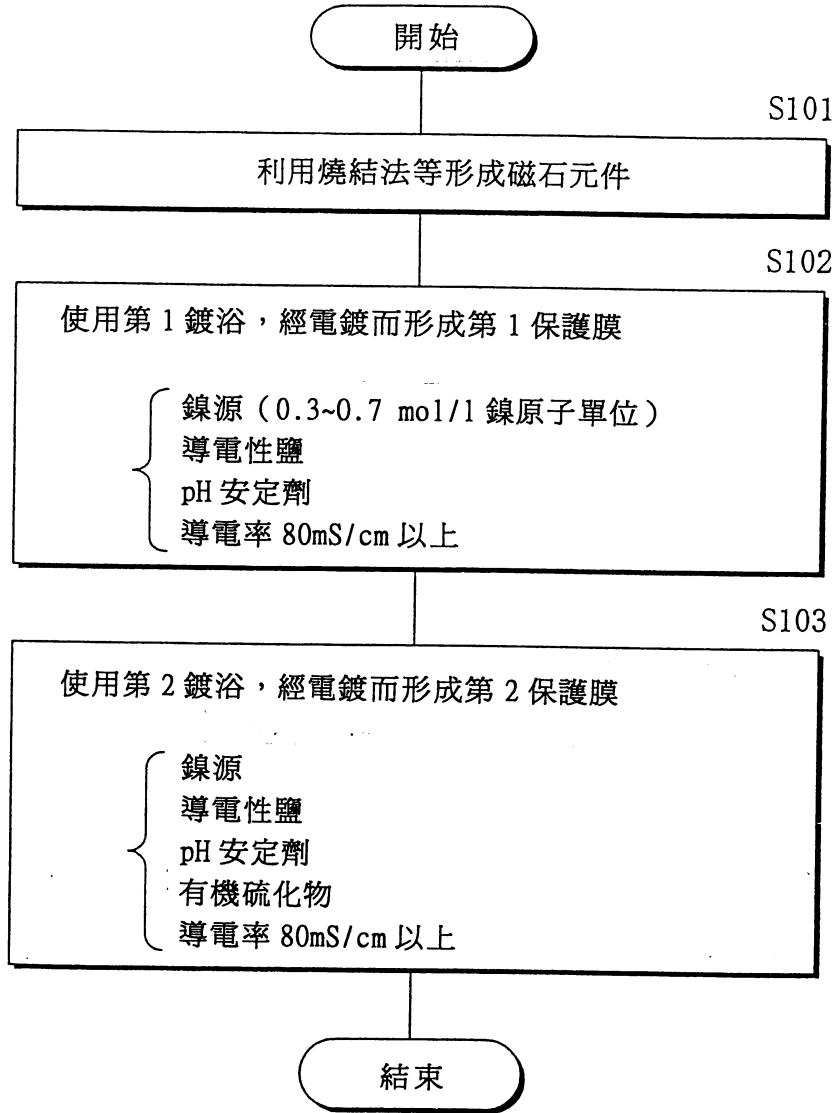 開始
S101
利用燒結法等形成磁石元件
S102
使用第1鍍浴，經電鍍而形成第1保護膜
鎳源（0.3~0.7 mol/l 鎳原子單位）
導電性鹽
pH安定劑
導電率 80mS/cm 以上
S103
使用第2鍍浴，經電鍍而形成第2保護膜
鎳源
導電性鹽
pH安定劑
有機硫化物
導電率 80mS/cm 以上
結束